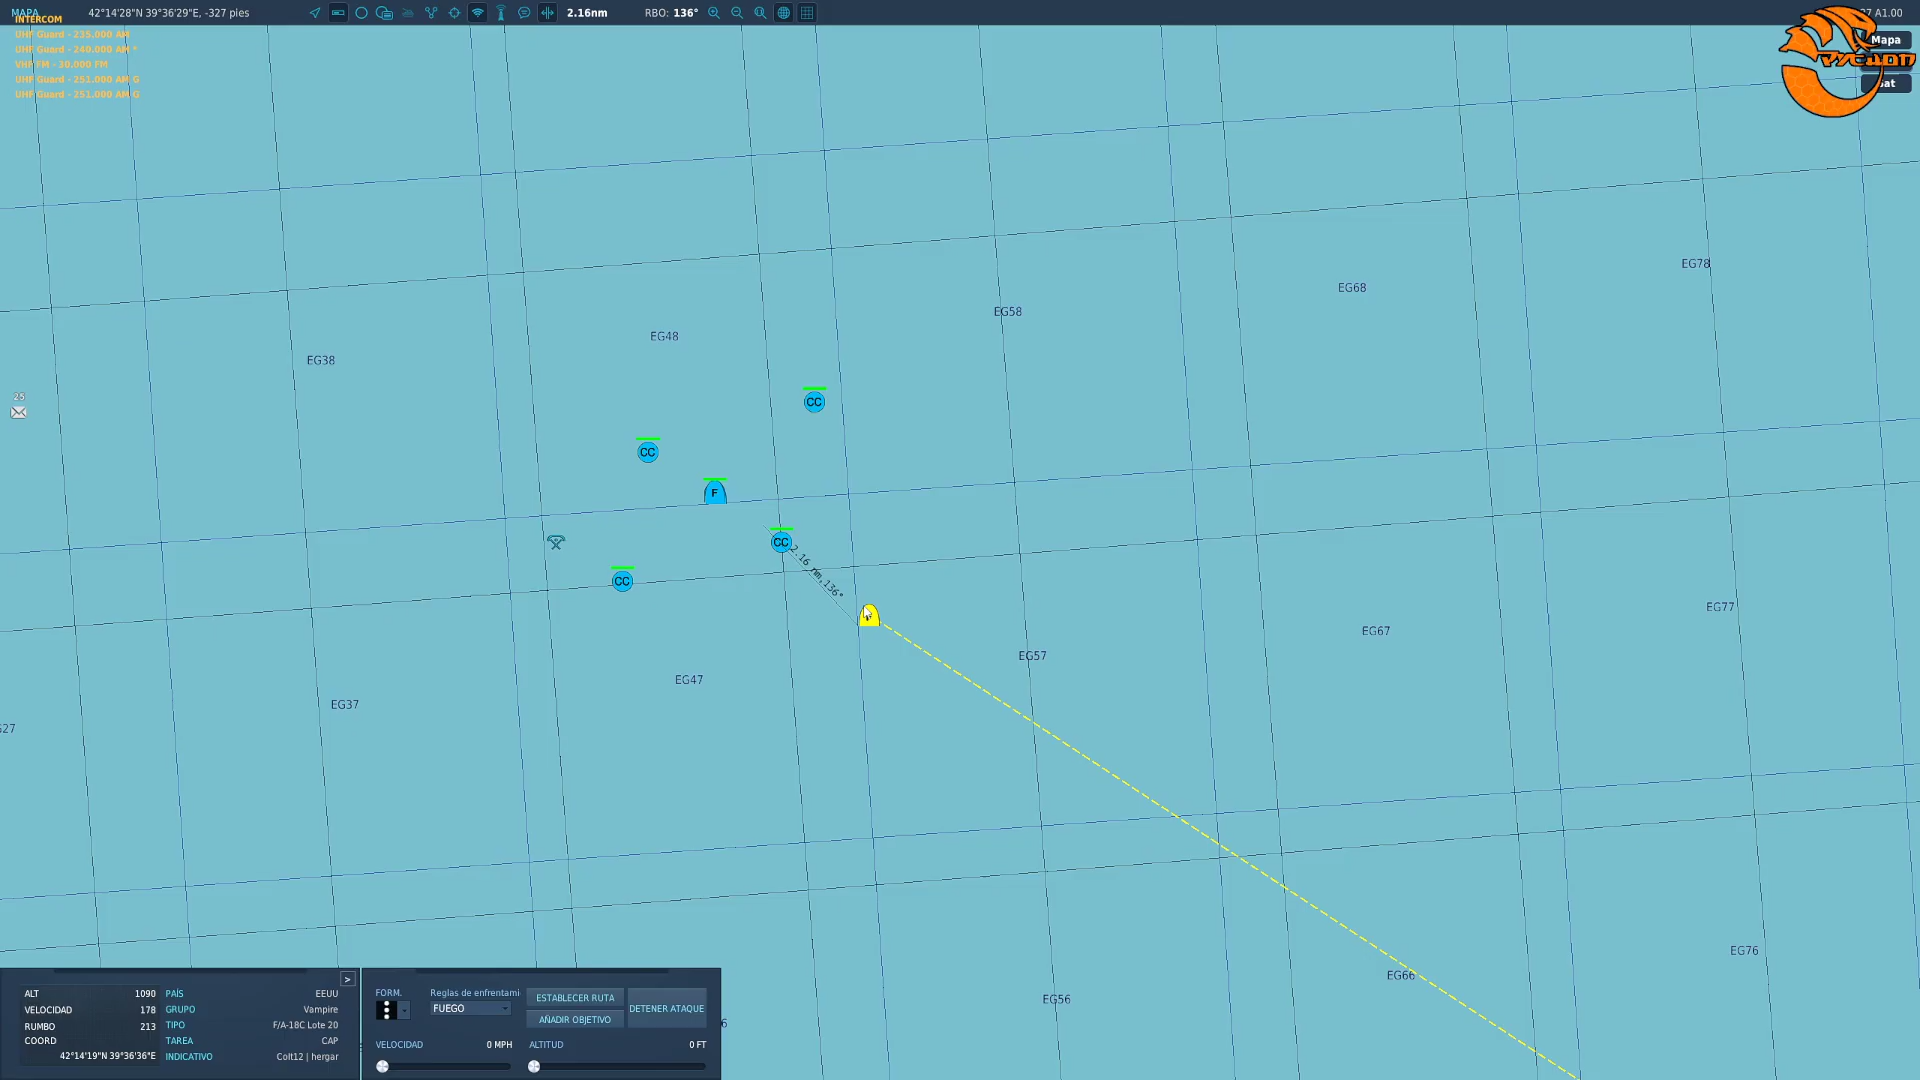 MAPA
42°14'28"N 39°36'29"E, -327 pies
2.16nm
RBO: 136°
A1.00
INTERCOM
UHF Guard - 235.000 AM
UHF Guard - 240.000 AM *
VHF FM - 30.000 FM
UHF Guard - 251.000 AM G
UHF Guard - 251.000 AM G
Mapa
TYCOON
EG78
EG68
EG58
EG48
EG38
25
CC
CC
F
CC
2.16 nm,136°
CC
EG77
EG67
EG57
EG47
EG37
EG76
EG66
EG56
>
ALT 1090
VELOCIDAD 178
RUMBO 213
COORD
42°14'19"N 39°36'36"E
PAÍS EEUU
GRUPO Vampire
TIPO F/A-18C Lote 20
TAREA CAP
INDICATIVO Colt12 | hergar
FORM.
Reglas de enfrentami
FUEGO
ESTABLECER RUTA
AÑADIR OBJETIVO
DETENER ATAQUE
VELOCIDAD 0 MPH
ALTITUD 0 FT